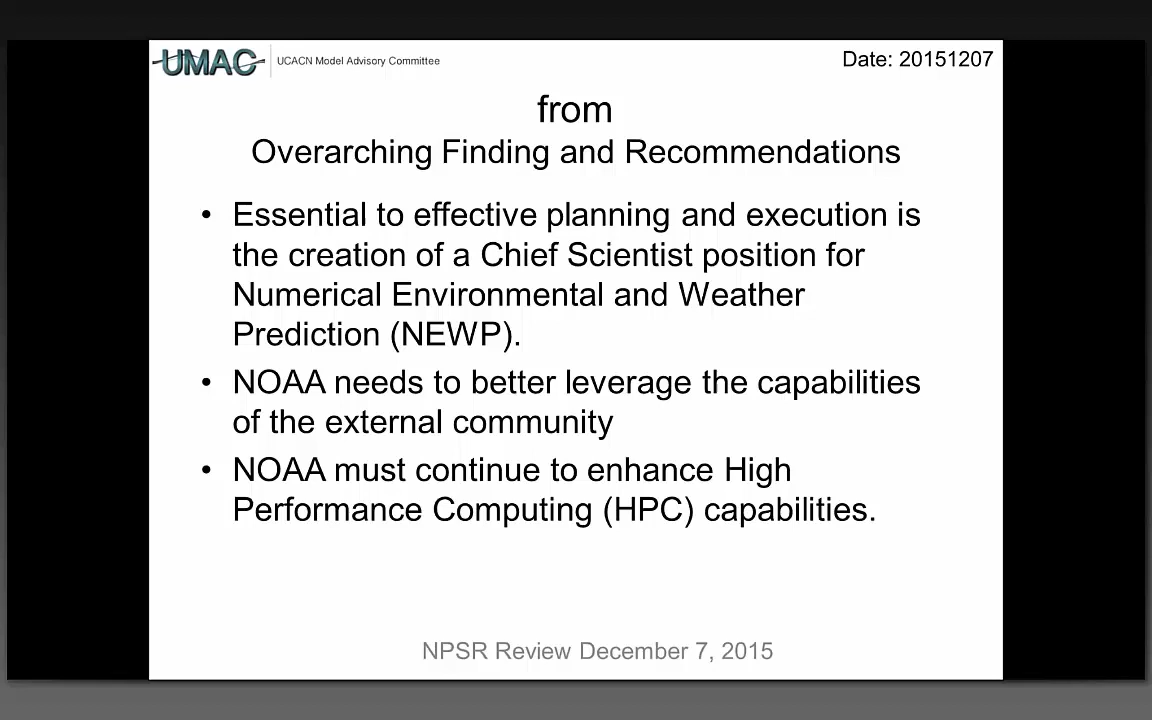 UMAC
UCACN Model Advisory Committee
Date: 20151207
from
Overarching Finding and Recommendations
• Essential to effective planning and execution is
the creation of a Chief Scientist position for
Numerical Environmental and Weather
Prediction (NEWP).
• NOAA needs to better leverage the capabilities
of the external community
• NOAA must continue to enhance High
Performance Computing (HPC) capabilities.
NPSR Review December 7, 2015